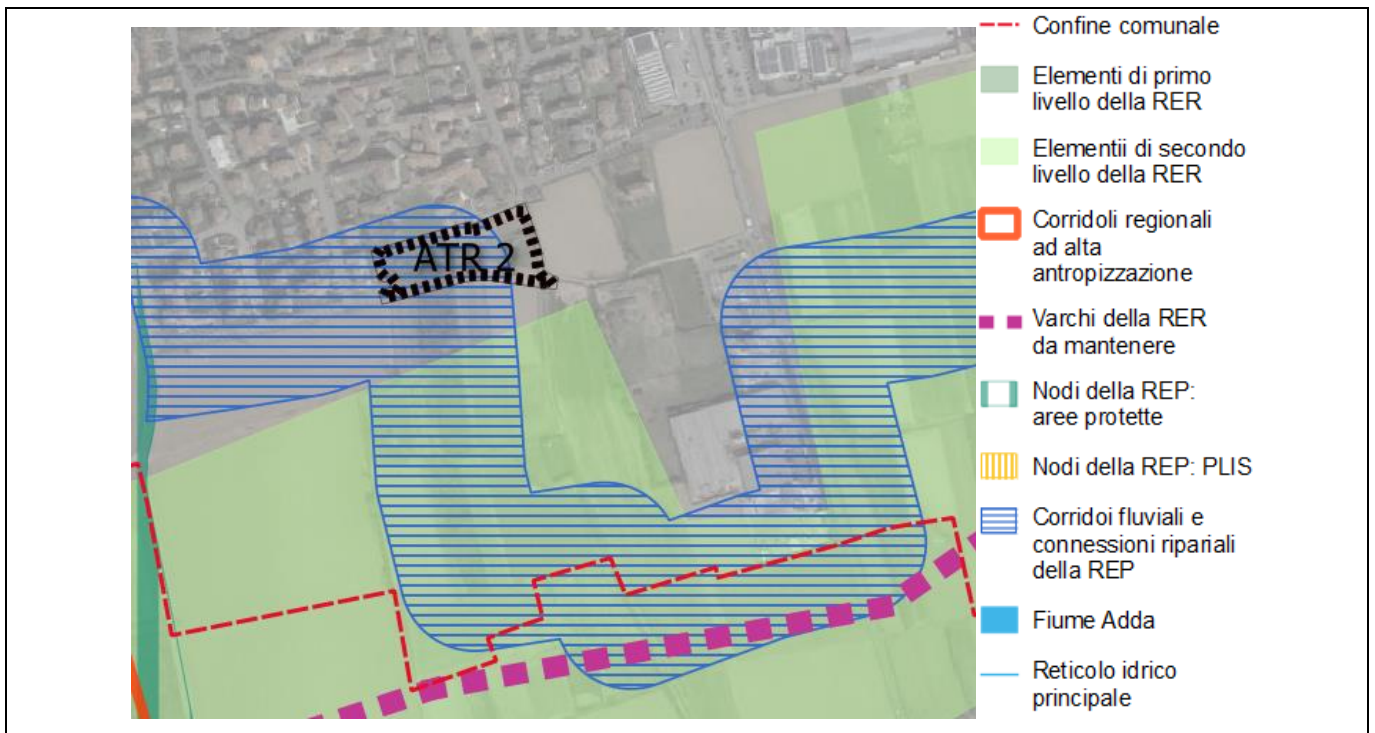 Confine comunale
Elementi di primo
livello della RER
Elementii di secondo
livello della RER
Corridoli regionali
ad alta
antropizzazione
Varchi della RER
da mantenere
Nodi della REP:
aree protette
Nodi della REP: PLIS
Corridoi fluviali e
connessioni ripariali
della REP
Fiume Adda
Reticolo idrico
principale
ATR 2